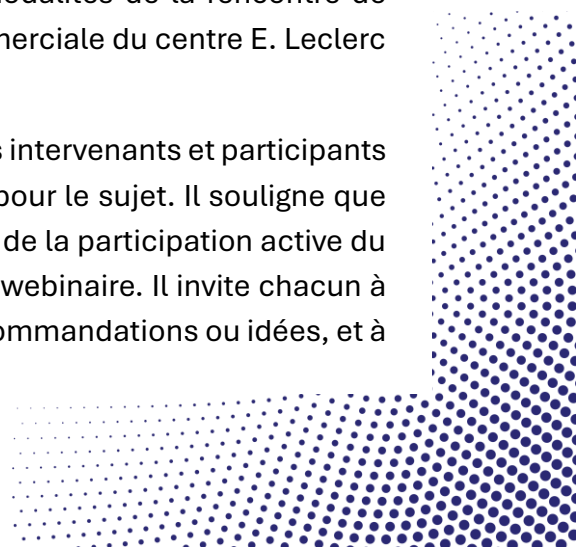 modalités de la rencontre de
merciale du centre E. Leclerc
intervenants et participants
pour le sujet. Il souligne que
de la participation active du
webinaire. Il invite chacun à
ommandations ou idées, et à